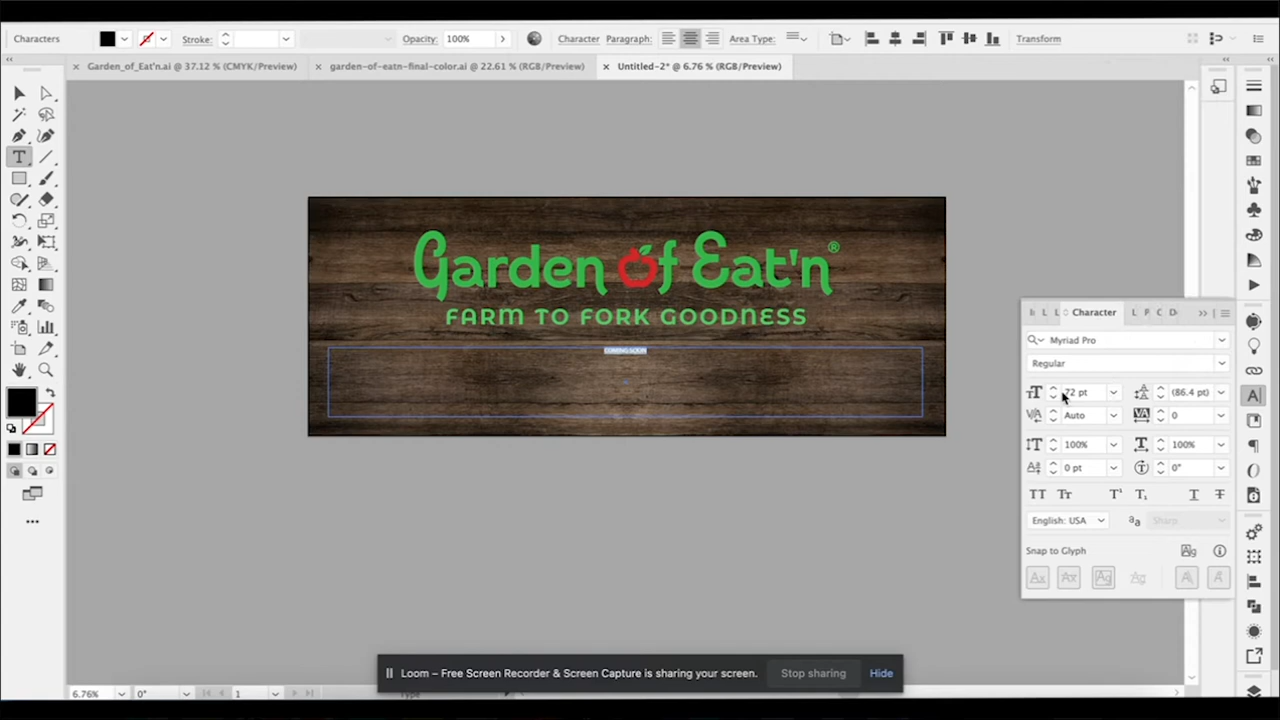 Characters Stroke: Opacity: 100% Character Paragraph: Area Type: Transform
Garden_of_Eat'n.ai @ 37.12 % (CMYK/Preview) garden-of-eatn-final-color.ai @ 22.61 % (RGB/Preview) Untitled-2* @ 6.76 % (RGB/Preview)
Garden of Eat'n®
FARM TO FORK GOODNESS
COMING SOON
Character
Myriad Pro
Regular
72 pt (86.4 pt)
Auto 0
100% 100%
0 pt 0°
English: USA Sharp
Snap to Glyph
Loom – Free Screen Recorder & Screen Capture is sharing your screen. Stop sharing Hide
6.76% 0° 1 Type